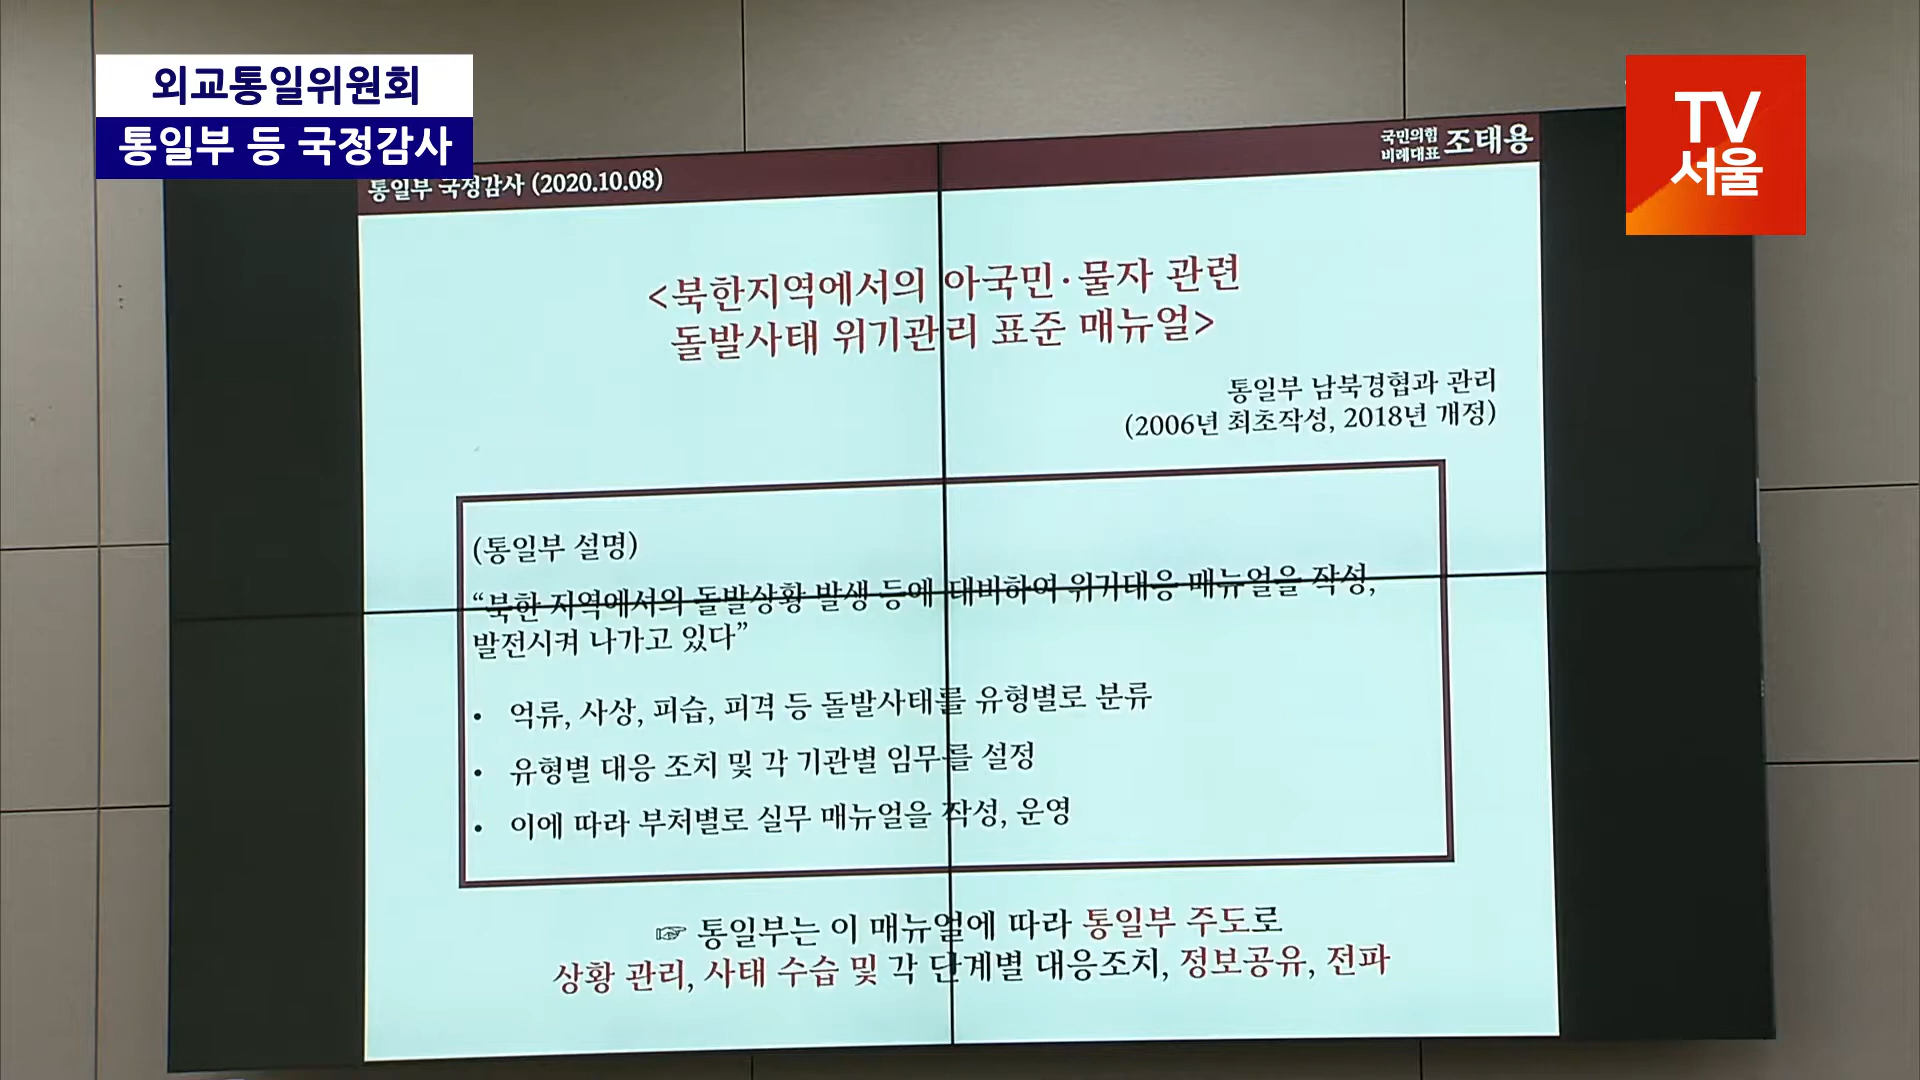 외교통일위원회
통일부 등 국정감사
TV
서울
통일부 국정감사 (2020.10.08)
국민의힘
비례대표 조태용
<북한지역에서의 아국민·물자 관련
돌발사태 위기관리 표준 매뉴얼>
통일부 남북경협과 관리
(2006년 최초작성, 2018년 개정)
(통일부 설명)
“북한 지역에서의 돌발상황 발생 등에 대비하여 위기대응 매뉴얼을 작성,
발전시켜 나가고 있다”
• 억류, 사상, 피습, 피격 등 돌발사태를 유형별로 분류
• 유형별 대응 조치 및 각 기관별 임무를 설정
• 이에 따라 부처별로 실무 매뉴얼을 작성, 운영
☞ 통일부는 이 매뉴얼에 따라 통일부 주도로
상황 관리, 사태 수습 및 각 단계별 대응조치, 정보공유, 전파